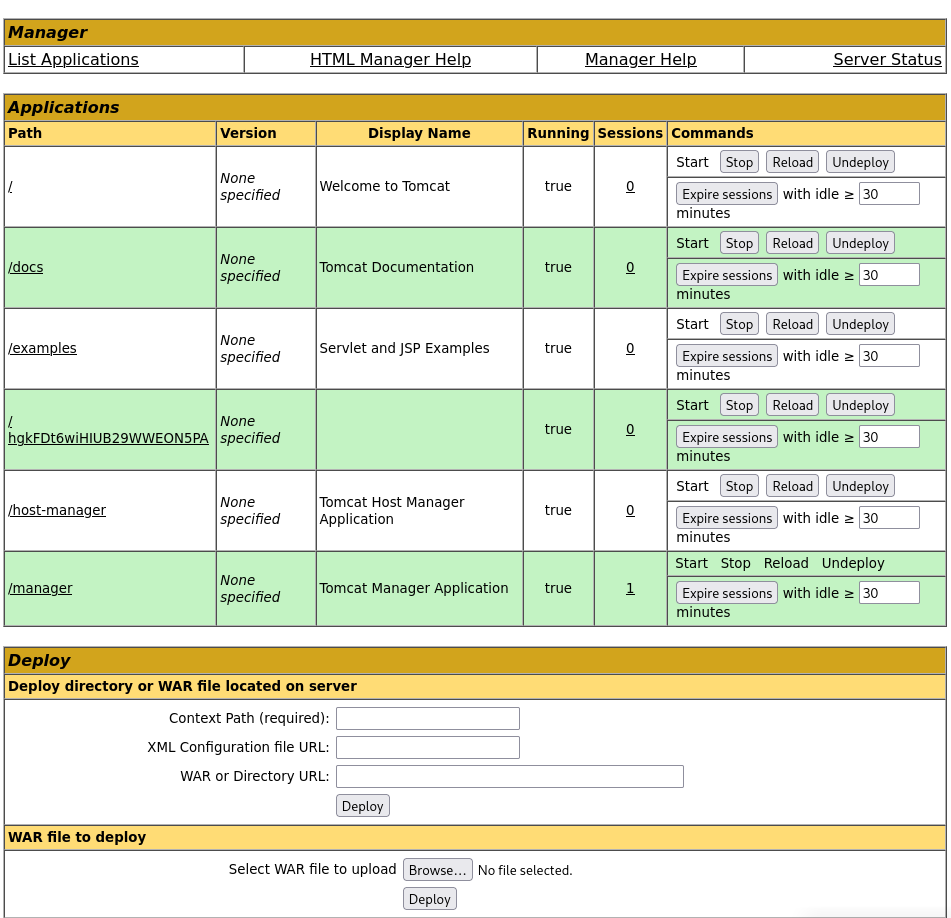 Manager
List Applications HTML Manager Help Manager Help Server Status
Applications
Path Version Display Name Running Sessions Commands
/ None specified Welcome to Tomcat true 0 Start Stop Reload Undeploy
Expire sessions with idle ≥ 30 minutes
/docs None specified Tomcat Documentation true 0 Start Stop Reload Undeploy
Expire sessions with idle ≥ 30 minutes
/examples None specified Servlet and JSP Examples true 0 Start Stop Reload Undeploy
Expire sessions with idle ≥ 30 minutes
/hgkFDt6wiHIUB29WWEON5PA None specified true 0 Start Stop Reload Undeploy
Expire sessions with idle ≥ 30 minutes
/host-manager None specified Tomcat Host Manager Application true 0 Start Stop Reload Undeploy
Expire sessions with idle ≥ 30 minutes
/manager None specified Tomcat Manager Application true 1 Start Stop Reload Undeploy
Expire sessions with idle ≥ 30 minutes
Deploy
Deploy directory or WAR file located on server
Context Path (required):
XML Configuration file URL:
WAR or Directory URL:
Deploy
WAR file to deploy
Select WAR file to upload Browse... No file selected.
Deploy